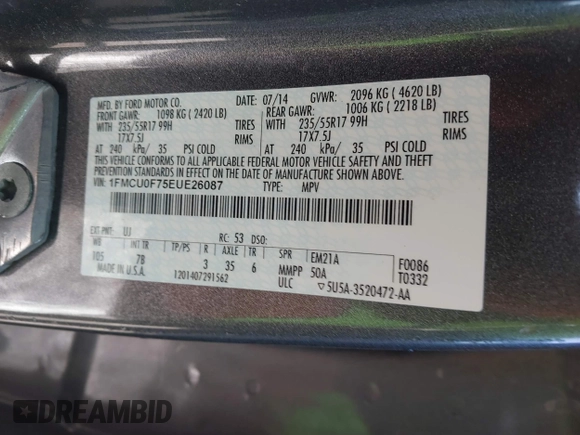 MFD. BY FORD MOTOR CO.
07/14 GVWR: 2096 KG ( 4620 LB)
FRONT GAWR: 1098 KG ( 2420 LB) REAR GAWR: 1006 KG ( 2218 LB)
WITH 235/55R17 99H TIRES WITH 235/55R17 99H TIRES
17X7.5J RIMS 17X7.5J RIMS
AT 240 kPa/ 35 PSI COLD AT 240 kPa/ 35 PSI COLD
THIS VEHICLE CONFORMS TO ALL APPLICABLE FEDERAL MOTOR VEHICLE SAFETY, BUMPER,
AND THEFT PREVENTION STANDARDS IN EFFECT ON THE DATE OF MANUFACTURE SHOWN ABOVE.
VIN: 1FMCU0F75EUE26087 TYPE: MPV
EXT PNT: UJ RC: 53 DSO:
WB INT TR TP/PS R AXLE TR SPR EM21A F0086
105 7B 3 35 6 MMPP 50A T0332
MADE IN U.S.A. 1201407291562 ULC ▽5U5A-3520472-AA
DREAMBID